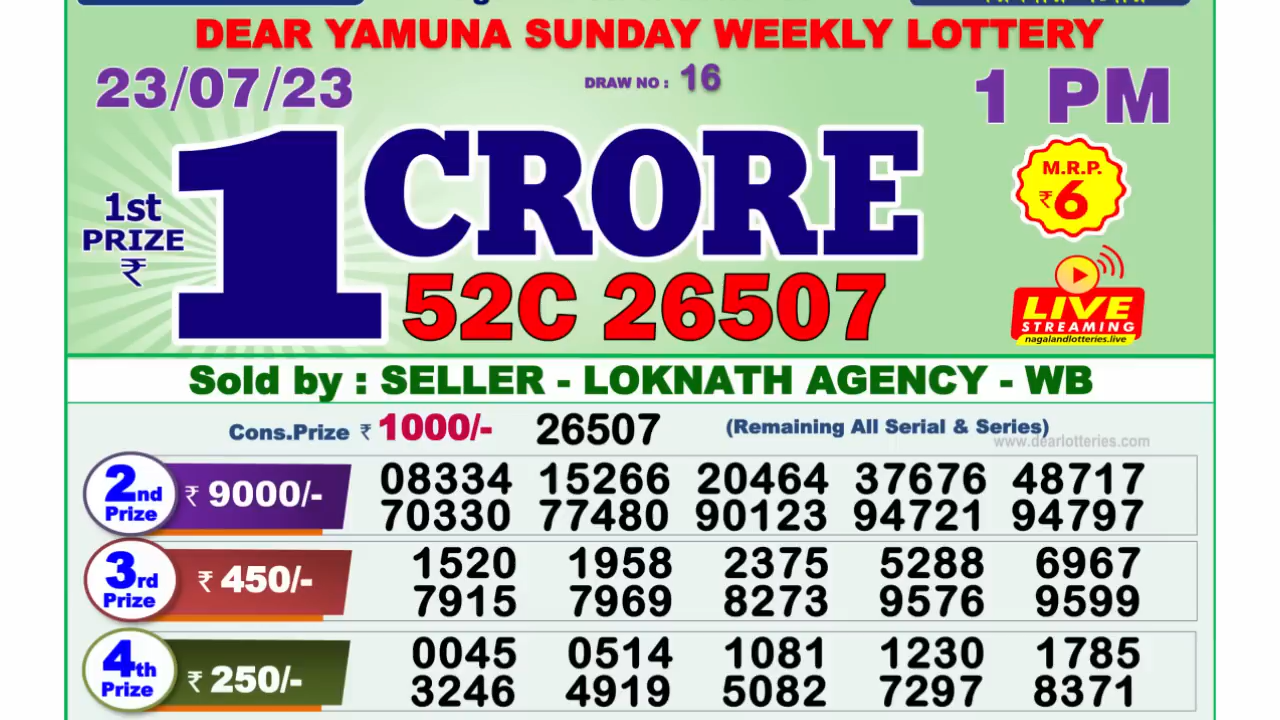 DEAR YAMUNA SUNDAY WEEKLY LOTTERY
23/07/23
DRAW NO : 16
1 PM
1st PRIZE ₹
1 CRORE
M.R.P.
₹6
52C 26507
LIVE
STREAMING
nagalandlotteries.live
Sold by : SELLER - LOKNATH AGENCY - WB
Cons.Prize ₹ 1000/- 26507 (Remaining All Serial & Series)
www.dearlotteries.com
2nd Prize ₹ 9000/-
08334 15266 20464 37676 48717
70330 77480 90123 94721 94797
3rd Prize ₹ 450/-
1520 1958 2375 5288 6967
7915 7969 8273 9576 9599
4th Prize ₹ 250/-
0045 0514 1081 1230 1785
3246 4919 5082 7297 8371